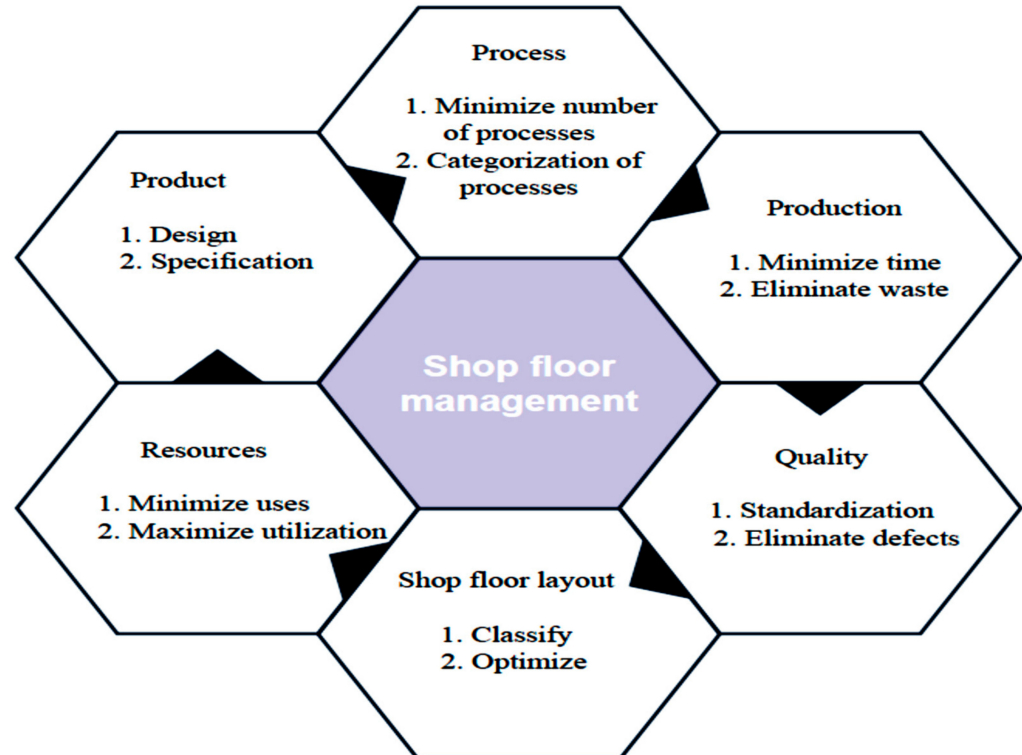 Process
1. Minimize number
of processes
2. Categorization of
processes
Product
1. Design
2. Specification
Production
1. Minimize time
2. Eliminate waste
Shop floor
management
Resources
1. Minimize uses
2. Maximize utilization
Quality
1. Standardization
2. Eliminate defects
Shop floor layout
1. Classify
2. Optimize